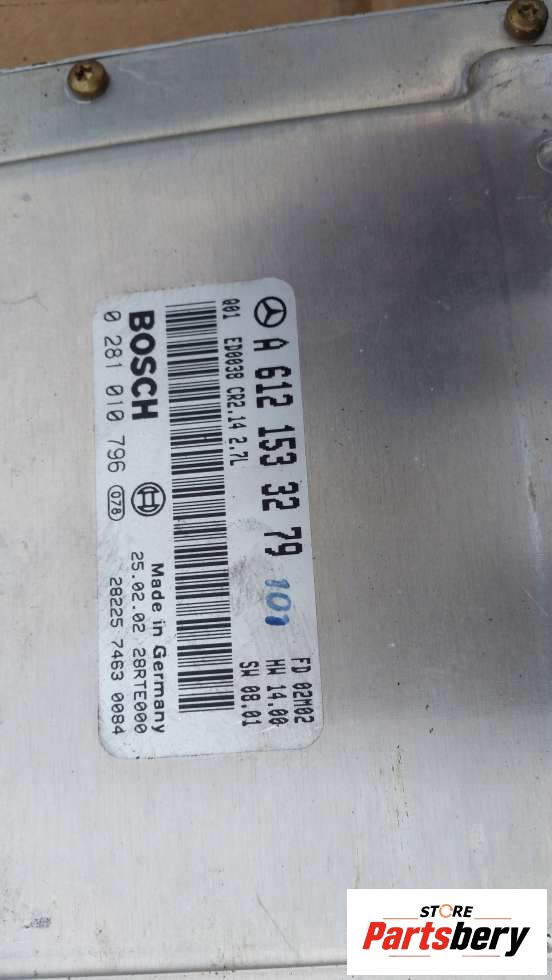 A 612 153 32 79
101
FD 02M02
HW 14.00
SW 08.01
001 ED0038 CR2.14 2.7L
BOSCH
0 281 010 796 078
Made in Germany
25.02.02 28RTE000
28225 7463 0084
STORE
Partsbery